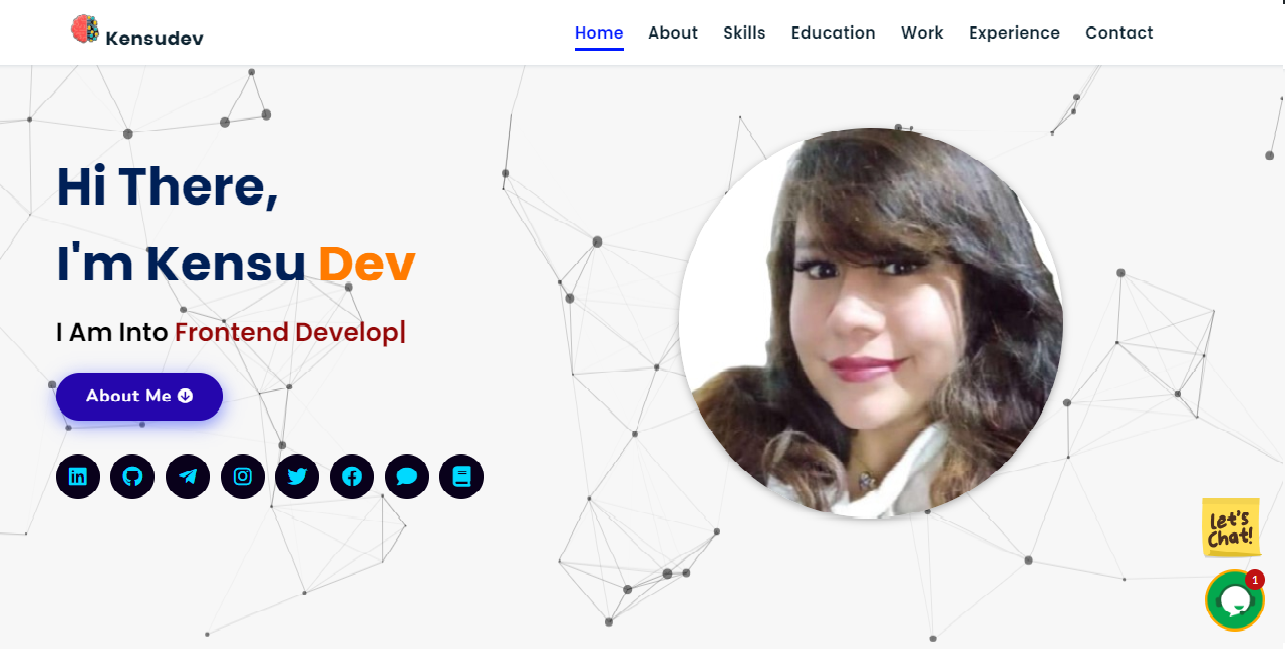 Kensudev
Home About Skills Education Work Experience Contact
Hi There,
I'm Kensu Dev
I Am Into Frontend Develop|
About Me
in
Let's
Chat!
1